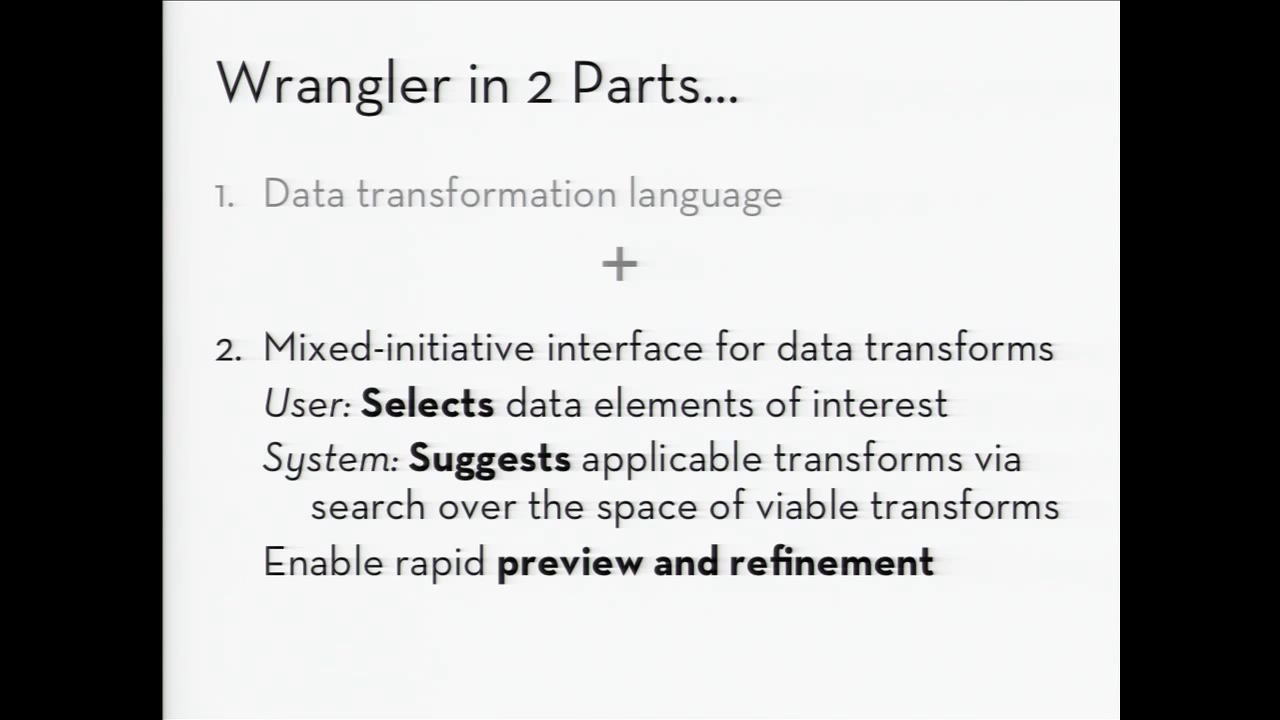 Wrangler in 2 Parts...
1. Data transformation language
+
2. Mixed-initiative interface for data transforms
User: Selects data elements of interest
System: Suggests applicable transforms via
search over the space of viable transforms
Enable rapid preview and refinement